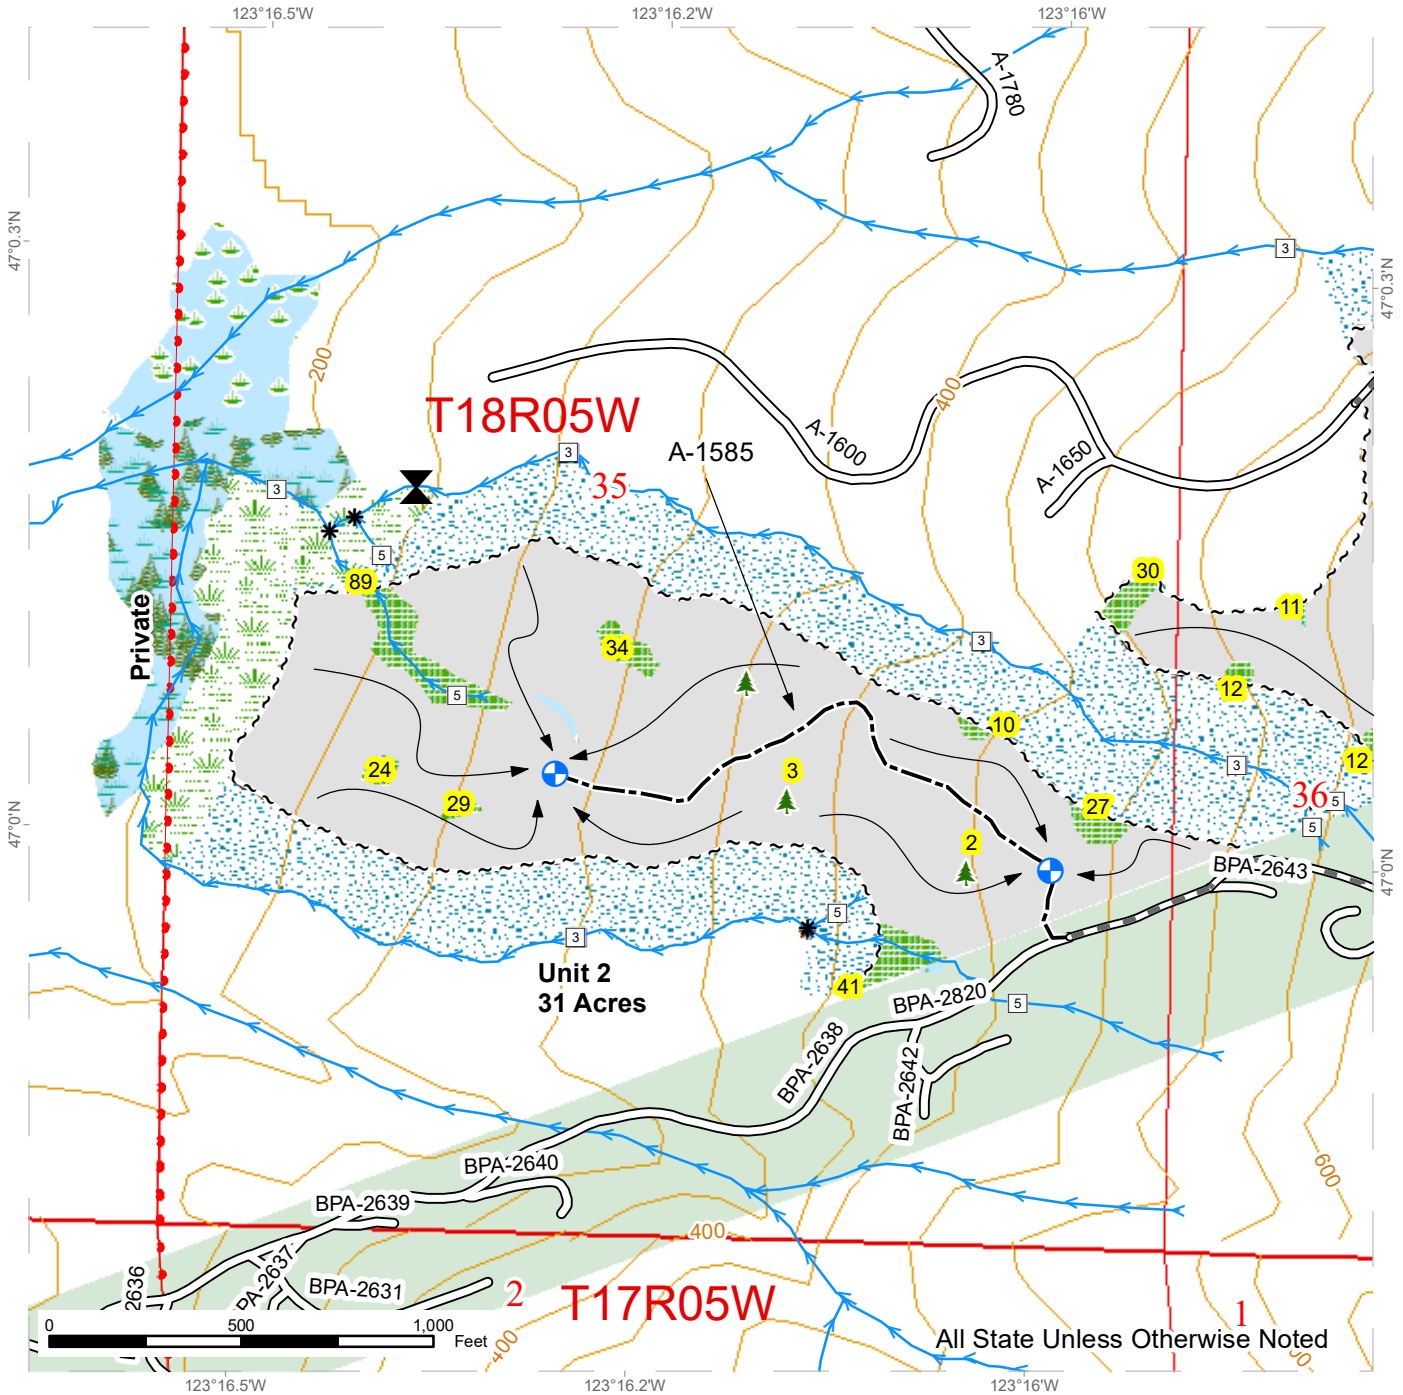 123°16.5'W
123°16.2'W
123°16'W
A-1780
47°0.3'N
3
47°0.3'N
200
400
T18R05W
A-1600
A-1585
A-1650
3
35
3
5
89
30
11
Private
34
3
12
5
10
12
24
3
3
36
5
29
27
5
47°0'N
2
BPA-2643
47°0'N
5
3
Unit 2
31 Acres
41
BPA-2820
5
BPA-2638
BPA-2642
BPA-2640
600
BPA-2639
400
BPA-2637
2636
BPA-2631
2
T17R05W
1
0
500
1,000
Feet
400
All State Unless Otherwise Noted
123°16.5'W
123°16.2'W
123°16'W